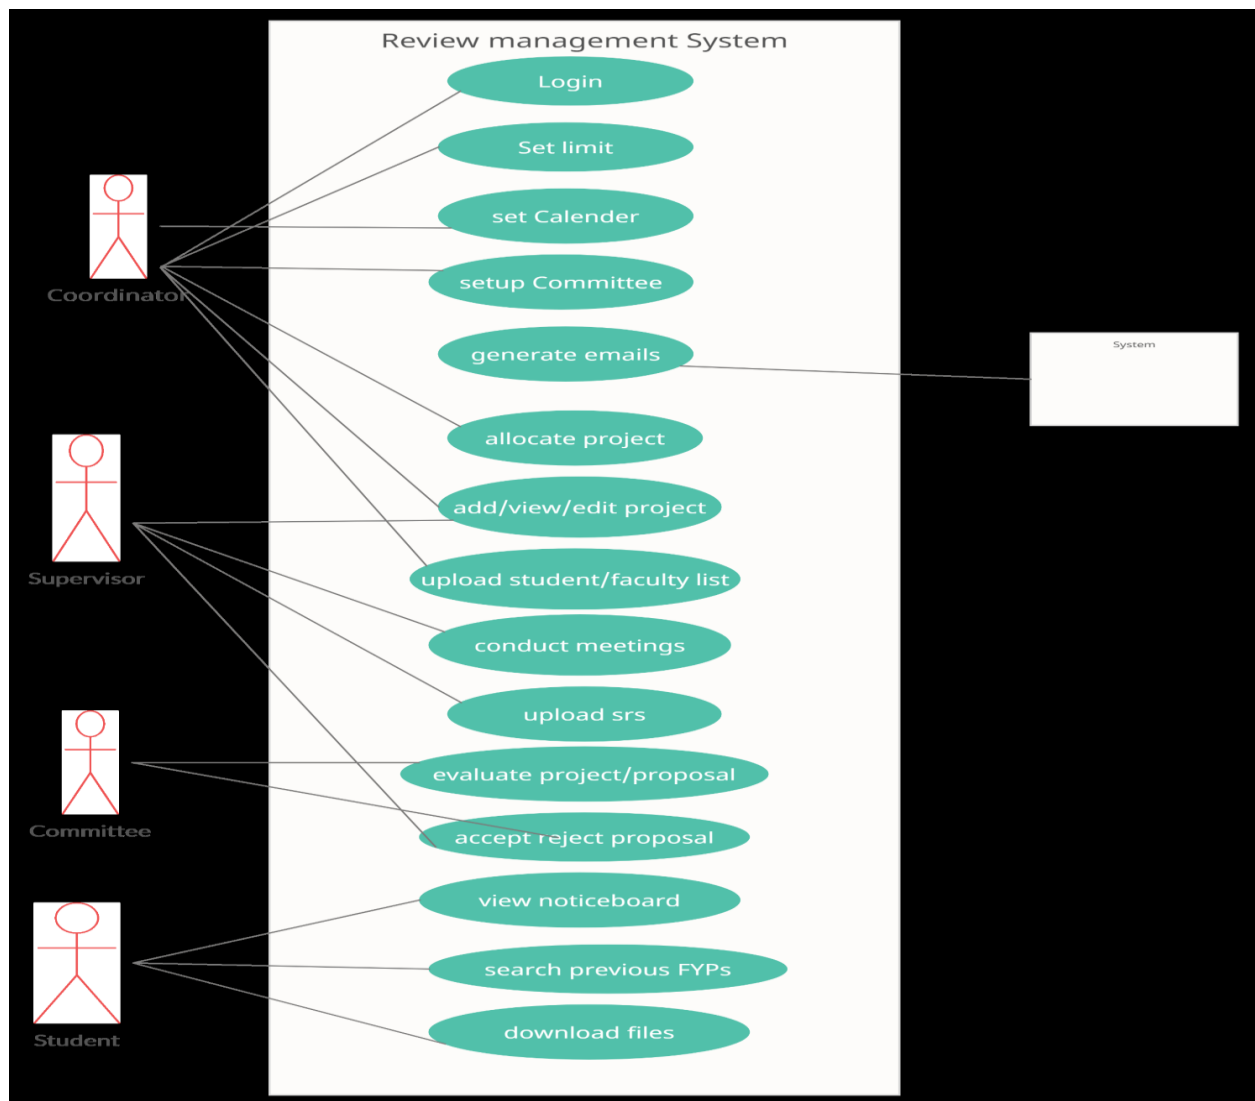 Review management System
Login
Set limit
set Calender
setup Committee
generate emails
allocate project
add/view/edit project
upload student/faculty list
conduct meetings
upload srs
evaluate project/proposal
accept reject proposal
view noticeboard
search previous FYPs
download files
Coordinator
Supervisor
Committee
Student
System